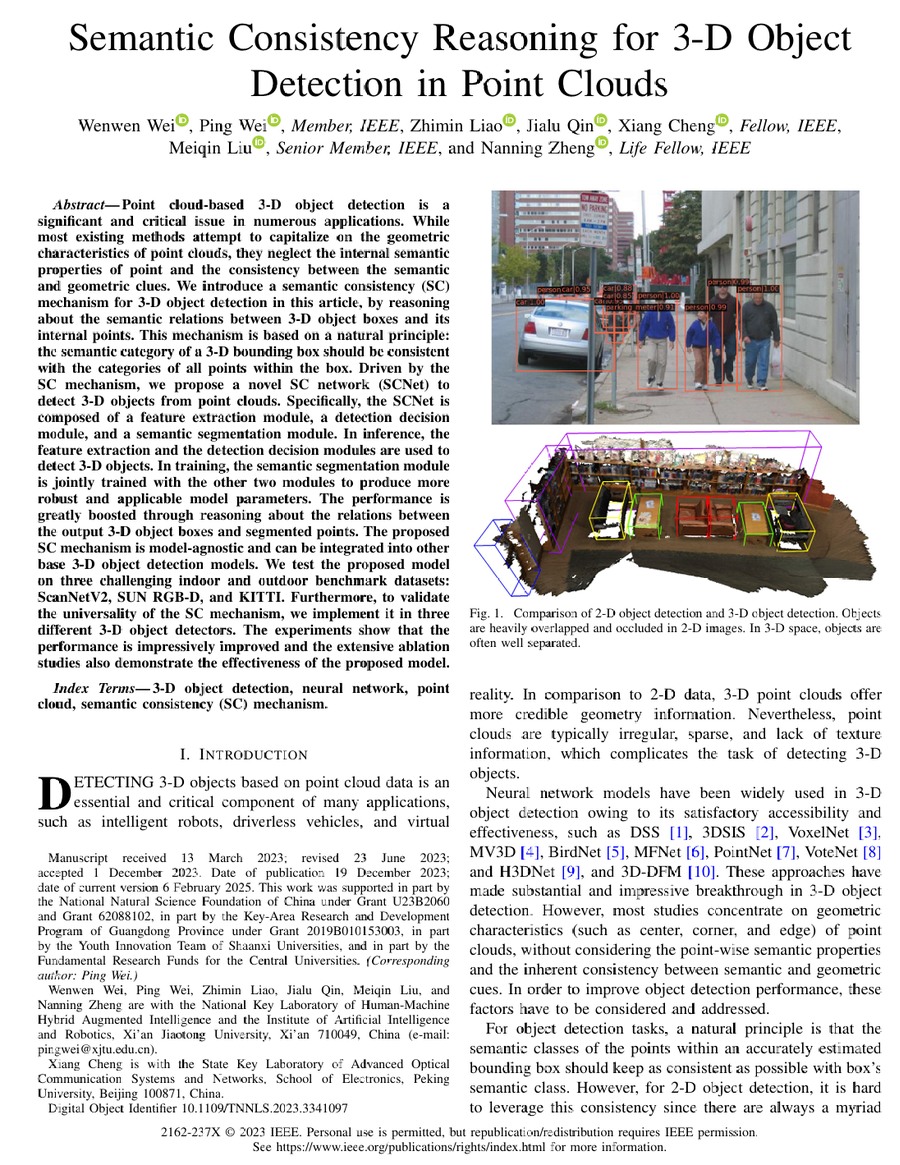 Semantic Consistency Reasoning for 3-D Object
Detection in Point Clouds
Wenwen Wei, Ping Wei, Member, IEEE, Zhimin Liao, Jialu Qin, Xiang Cheng, Fellow, IEEE,
Meiqin Liu, Senior Member, IEEE, and Nanning Zheng, Life Fellow, IEEE
Abstract—Point cloud-based 3-D object detection is a
significant and critical issue in numerous applications. While
most existing methods attempt to capitalize on the geometric
characteristics of point clouds, they neglect the internal semantic
properties of point and the consistency between the semantic
and geometric clues. We introduce a semantic consistency (SC)
mechanism for 3-D object detection in this article, by reasoning
about the semantic relations between 3-D object boxes and its
internal points. This mechanism is based on a natural principle:
the semantic category of a 3-D bounding box should be consistent
with the categories of all points within the box. Driven by the
SC mechanism, we propose a novel SC network (SCNet) to
detect 3-D objects from point clouds. Specifically, the SCNet is
composed of a feature extraction module, a detection decision
module, and a semantic segmentation module. In inference, the
feature extraction and the detection decision modules are used to
detect 3-D objects. In training, the semantic segmentation module
is jointly trained with the other two modules to produce more
robust and applicable model parameters. The performance is
greatly boosted through reasoning about the relations between
the output 3-D object boxes and segmented points. The proposed
SC mechanism is model-agnostic and can be integrated into other
base 3-D object detection models. We test the proposed model
on three challenging indoor and outdoor benchmark datasets:
ScanNetV2, SUN RGB-D, and KITTI. Furthermore, to validate
the universality of the SC mechanism, we implement it in three
different 3-D object detectors. The experiments show that the
performance is impressively improved and the extensive ablation
studies also demonstrate the effectiveness of the proposed model.
Index Terms—3-D object detection, neural network, point
cloud, semantic consistency (SC) mechanism.
I. INTRODUCTION
DETECTING 3-D objects based on point cloud data is an
essential and critical component of many applications,
such as intelligent robots, driverless vehicles, and virtual
Manuscript received 13 March 2023; revised 23 June 2023;
accepted 1 December 2023. Date of publication 19 December 2023;
date of current version 6 February 2025. This work was supported in part by
the National Natural Science Foundation of China under Grant U23B2060
and Grant 62088102, in part by the Key-Area Research and Development
Program of Guangdong Province under Grant 2019B010153003, in part
by the Youth Innovation Team of Shaanxi Universities, and in part by the
Fundamental Research Funds for the Central Universities. (Corresponding
author: Ping Wei.)
Wenwen Wei, Ping Wei, Zhimin Liao, Jialu Qin, Meiqin Liu, and
Nanning Zheng are with the National Key Laboratory of Human-Machine
Hybrid Augmented Intelligence and the Institute of Artificial Intelligence
and Robotics, Xi'an Jiaotong University, Xi'an 710049, China (e-mail:
pingwei@xjtu.edu.cn).
Xiang Cheng is with the State Key Laboratory of Advanced Optical
Communication Systems and Networks, School of Electronics, Peking
University, Beijing 100871, China.
Digital Object Identifier 10.1109/TNNLS.2023.3341097
NO
PARKING
person|
car|0.95
car|1.00
car|0.88
parking meter|0.91
person|1.00
person|0.99
Fig. 1. Comparison of 2-D object detection and 3-D object detection. Objects
are heavily overlapped and occluded in 2-D images. In 3-D space, objects are
often well separated.
reality. In comparison to 2-D data, 3-D point clouds offer
more credible geometry information. Nevertheless, point
clouds are typically irregular, sparse, and lack of texture
information, which complicates the task of detecting 3-D
objects.
Neural network models have been widely used in 3-D
object detection owing to its satisfactory accessibility and
effectiveness, such as DSS [1], 3DSIS [2], VoxelNet [3],
MV3D [4], BirdNet [5], MFNet [6], PointNet [7], VoteNet [8]
and H3DNet [9], and 3D-DFM [10]. These approaches have
made substantial and impressive breakthrough in 3-D object
detection. However, most studies concentrate on geometric
characteristics (such as center, corner, and edge) of point
clouds, without considering the point-wise semantic properties
and the inherent consistency between semantic and geometric
cues. In order to improve object detection performance, these
factors have to be considered and addressed.
For object detection tasks, a natural principle is that the
semantic classes of the points within an accurately estimated
bounding box should keep as consistent as possible with box's
semantic class. However, for 2-D object detection, it is hard
to leverage this consistency since there are always a myriad
2162-237X © 2023 IEEE. Personal use is permitted, but republication/redistribution requires IEEE permission.
See https://www.ieee.org/publications/rights/index.html for more information.